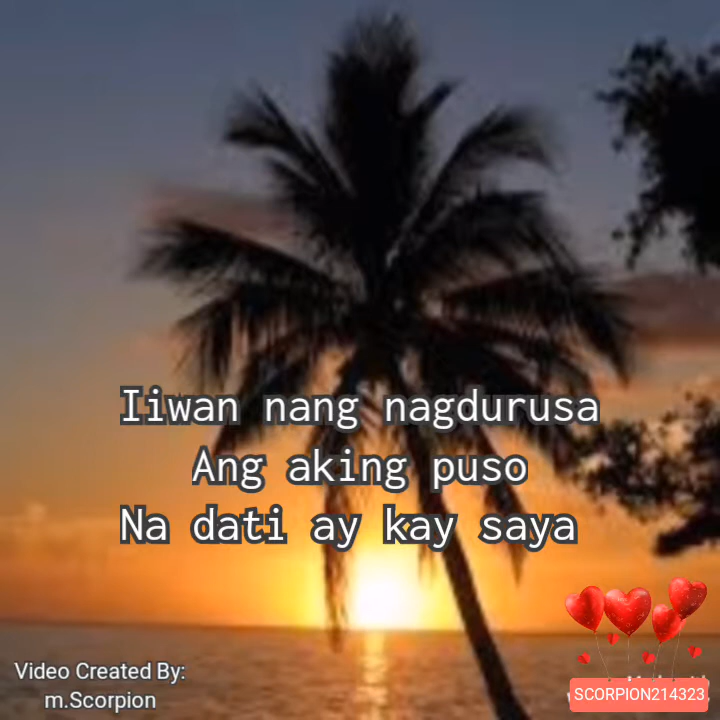 Iiwan nang nagdurusa
Ang aking puso
Na dati ay kay saya
Video Created By:
m.Scorpion
SCORPION214323